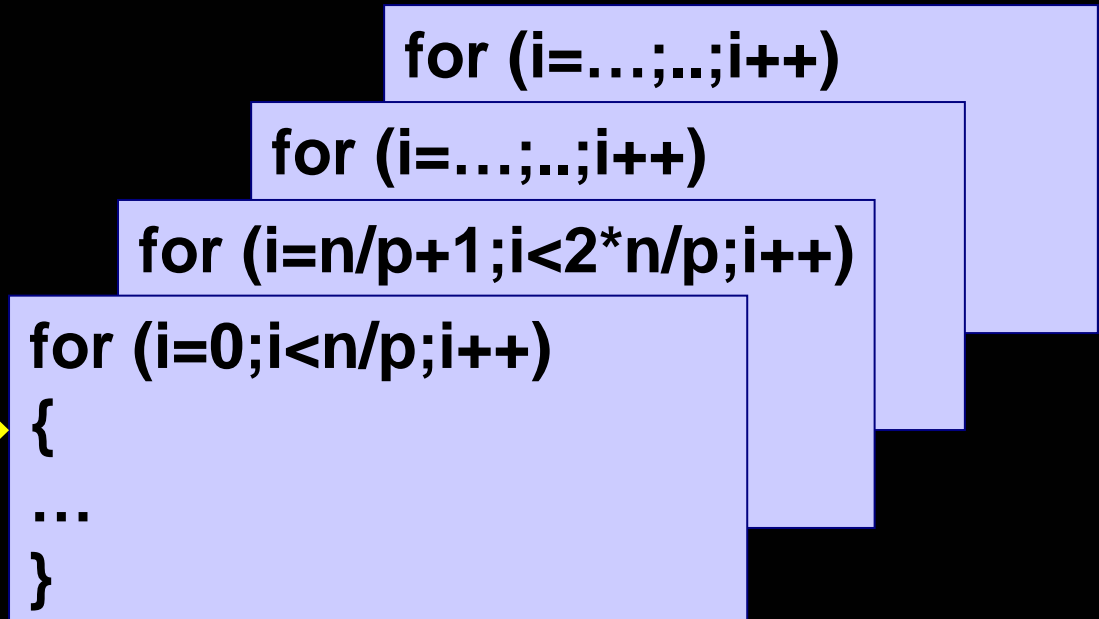 for (i=…;..;i++)
for (i=…;..;i++)
for (i=n/p+1;i<2*n/p;i++)
for (i=0;i<n/p;i++)
{
…
}